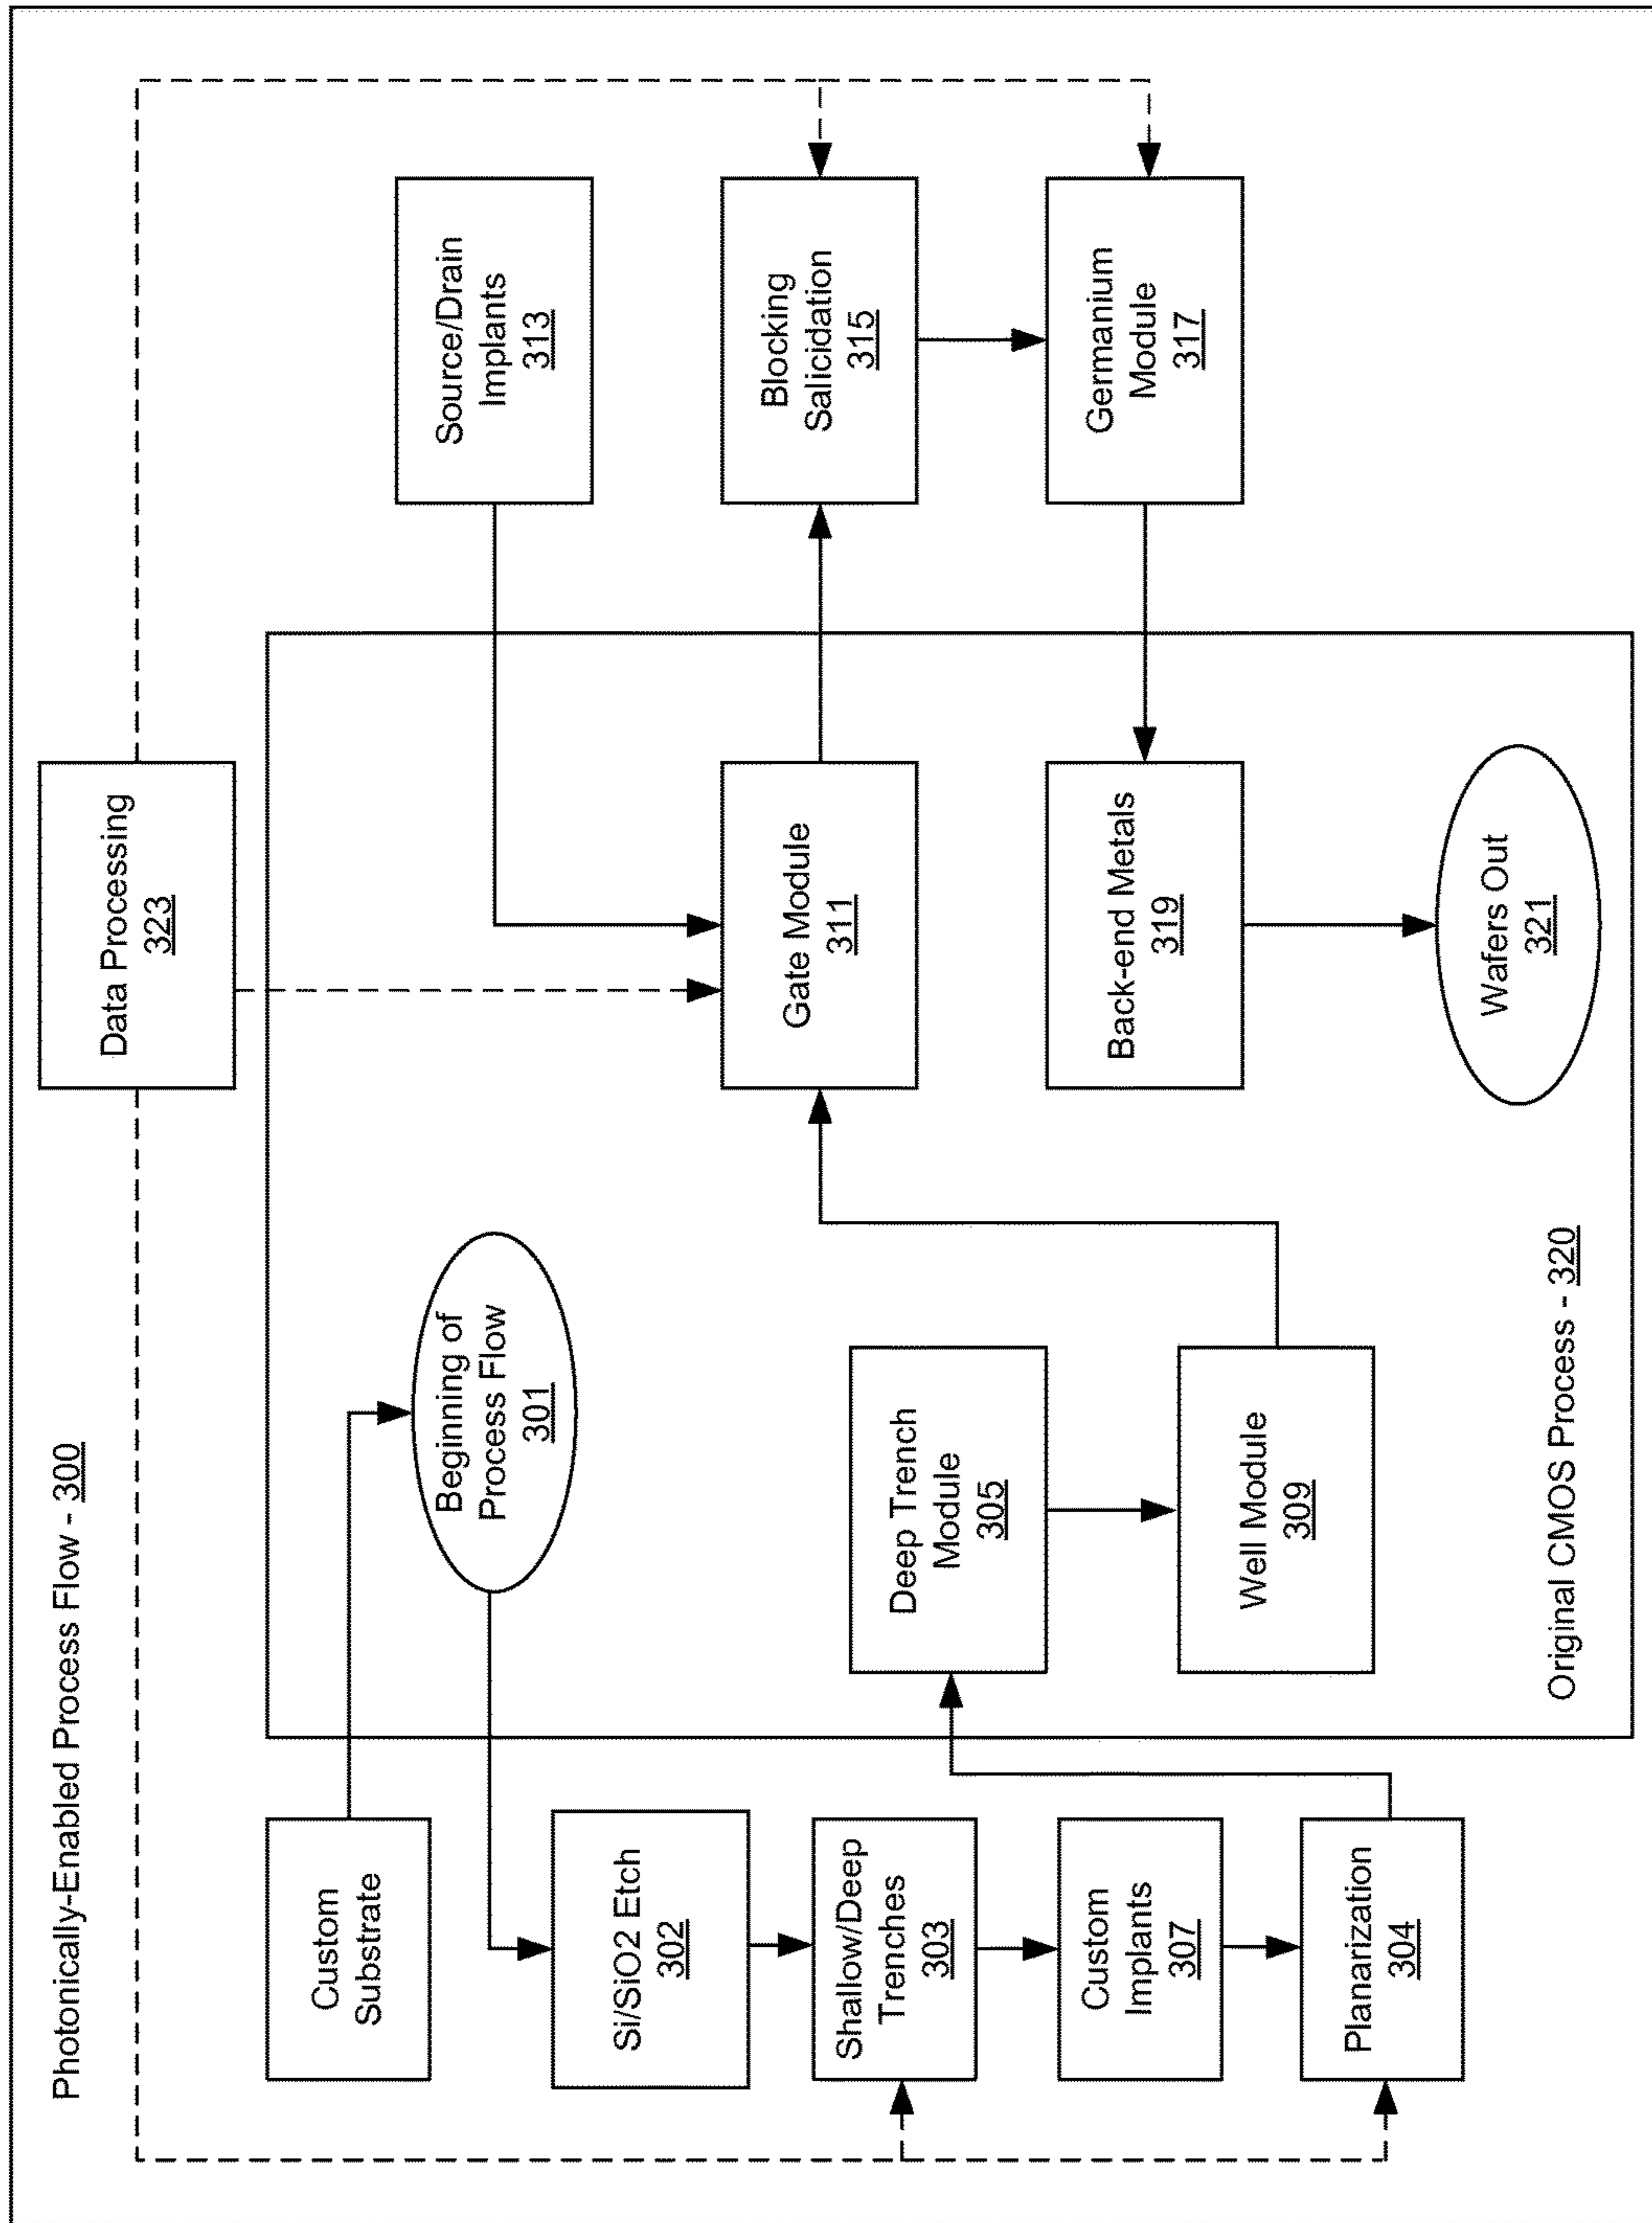 Photonically-Enabled Process Flow - 300
Data Processing
323
Custom
Substrate
Beginning of
Process Flow
301
Source/Drain
Implants
313
Si/SiO2 Etch
302
Shallow/Deep
Trenches
303
Custom
Implants
307
Planarization
304
Deep Trench
Module
305
Well Module
309
Gate Module
311
Blocking
Salicidation
315
Germanium
Module
317
Back-end Metals
319
Wafers Out
321
Original CMOS Process - 320